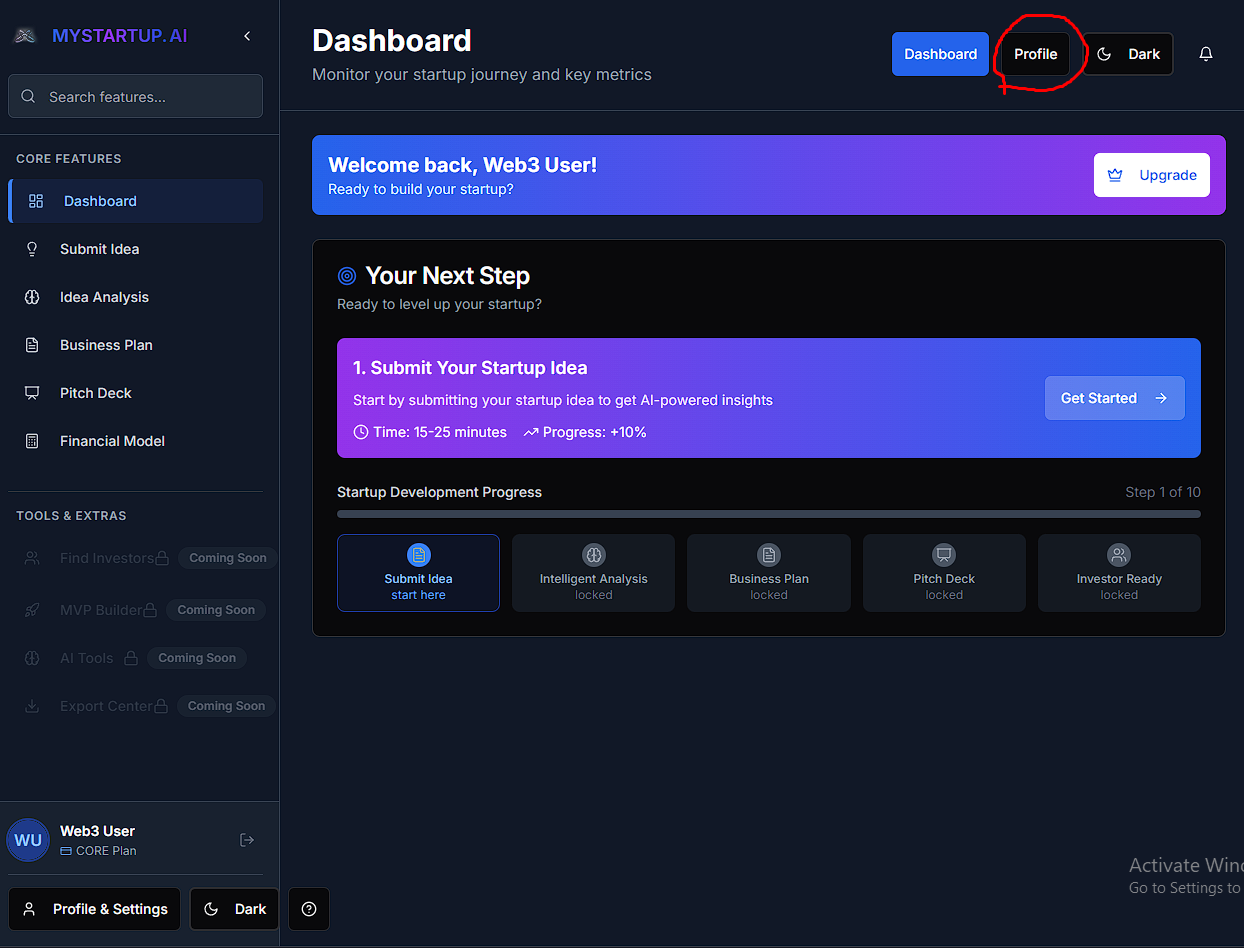 MYSTARTUP.AI
Search features...
CORE FEATURES
Dashboard
Submit Idea
Idea Analysis
Business Plan
Pitch Deck
Financial Model
TOOLS & EXTRAS
Find Investors Coming Soon
MVP Builder Coming Soon
AI Tools Coming Soon
Export Center Coming Soon
WU
Web3 User
CORE Plan
Profile & Settings
Dark
Dashboard
Monitor your startup journey and key metrics
Dashboard
Profile
Dark
Welcome back, Web3 User!
Ready to build your startup?
Upgrade
Your Next Step
Ready to level up your startup?
1. Submit Your Startup Idea
Start by submitting your startup idea to get AI-powered insights
Time: 15-25 minutes Progress: +10%
Get Started
Startup Development Progress
Step 1 of 10
Submit Idea
start here
Intelligent Analysis
locked
Business Plan
locked
Pitch Deck
locked
Investor Ready
locked
Activate Win
Go to Settings to